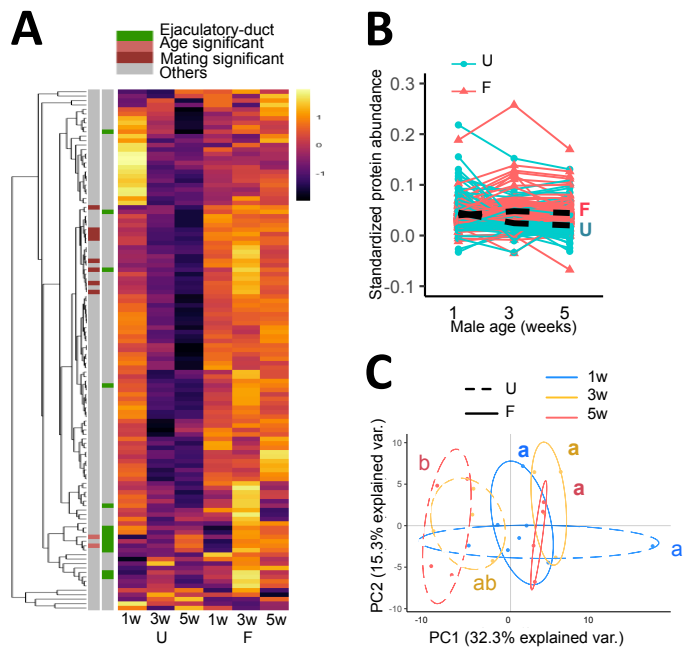 A
Ejaculatory-duct
Age significant
Mating significant
Others
1
0
-1
1w 3w 5w 1w 3w 5w
U F
B
U
F
Standardized protein abundance
0.3
0.2
0.1
0.0
-0.1
F
U
1 3 5
Male age (weeks)
C
U
F
1w
3w
5w
PC2 (15.3% explained var.)
10
5
0
-5
-10
b
a
a
a
ab
a
-10 0 10
PC1 (32.3% explained var.)